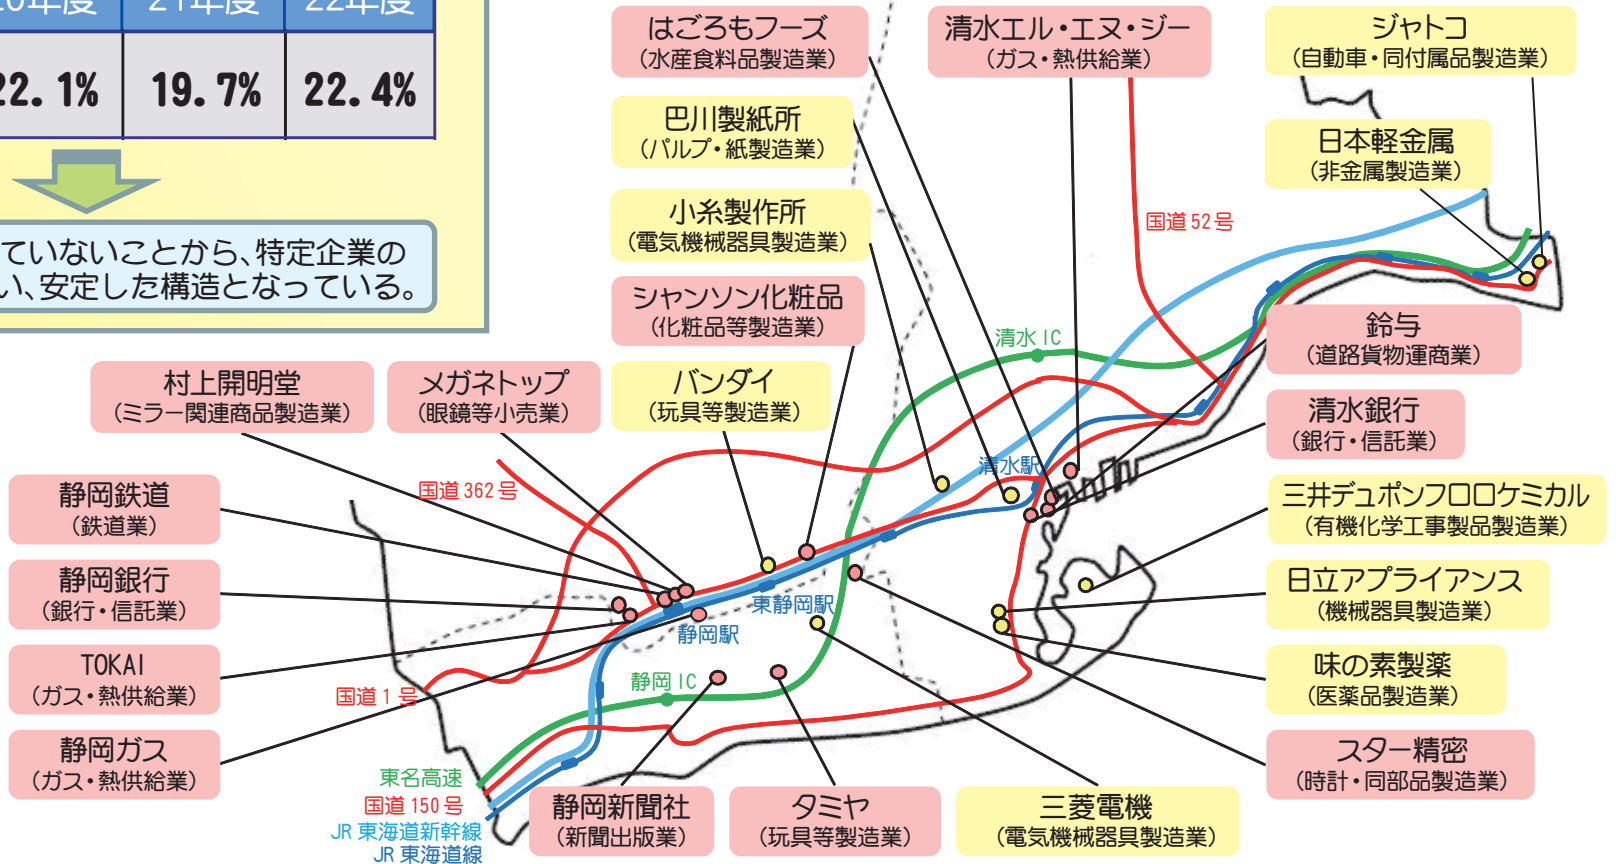 20年度 21年度 22年度
22.1% 19.7% 22.4%
ていないことから、特定企業の
い、安定した構造となっている。
はごろもフーズ
（水産食料品製造業）
清水エル・エヌ・ジー
（ガス・熱供給業）
ジャトコ
（自動車・同付属品製造業）
巴川製紙所
（パルプ・紙製造業）
日本軽金属
（非金属製造業）
小糸製作所
（電気機械器具製造業）
国道52号
シャンソン化粧品
（化粧品等製造業）
清水IC
鈴与
（道路貨物運商業）
村上開明堂
（ミラー関連商品製造業）
メガネトップ
（眼鏡等小売業）
バンダイ
（玩具等製造業）
清水銀行
（銀行・信託業）
清水駅
国道362号
静岡鉄道
（鉄道業）
三井デュポンフロロケミカル
（有機化学工事製品製造業）
静岡銀行
（銀行・信託業）
日立アプライアンス
（機械器具製造業）
東静岡駅
静岡駅
TOKAI
（ガス・熱供給業）
静岡IC
国道1号
味の素製薬
（医薬品製造業）
静岡ガス
（ガス・熱供給業）
スター精密
（時計・同部品製造業）
東名高速
国道150号
JR東海道新幹線
JR東海道線
静岡新聞社
（新聞出版業）
タミヤ
（玩具等製造業）
三菱電機
（電気機械器具製造業）